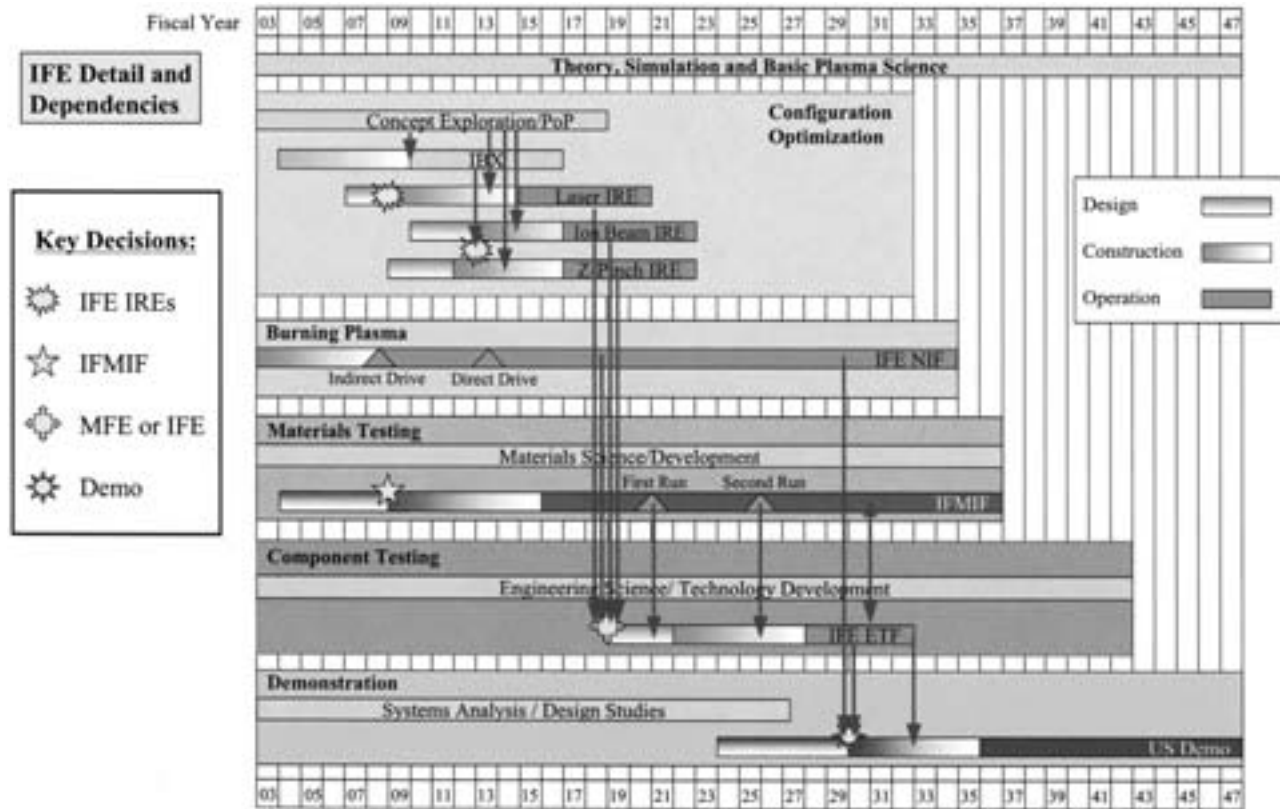 Fiscal Year 03 05 07 09 11 13 15 17 19 21 23 25 27 29 31 33 35 37 39 41 43 45 47
IFE Detail and
Dependencies
Theory, Simulation and Basic Plasma Science
Concept Exploration/PoP
Configuration
Optimization
IRX
Laser IRE
Ion Beam IRE
Z-Pinch IRE
Key Decisions:
IFE IREs
IFMIF
MFE or IFE
Demo
Design
Construction
Operation
Burning Plasma
IFE NIF
Indirect Drive
Direct Drive
Materials Testing
Materials Science/Development
First Run
Second Run
IFMIF
Component Testing
Engineering Science/ Technology Development
IFE ETF
Demonstration
Systems Analysis / Design Studies
US Demo
03 05 07 09 11 13 15 17 19 21 23 25 27 29 31 33 35 37 39 41 43 45 47